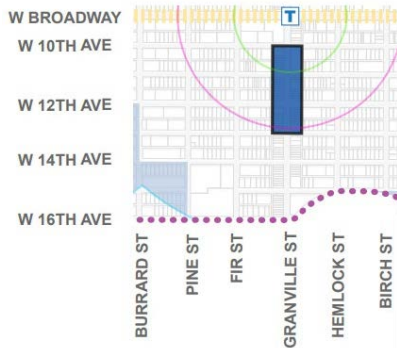 W BROADWAY
T
W 10TH AVE
W 12TH AVE
W 14TH AVE
W 16TH AVE
BURRARD ST
PINE ST
FIR ST
GRANVILLE ST
HEMLOCK ST
BIRCH ST